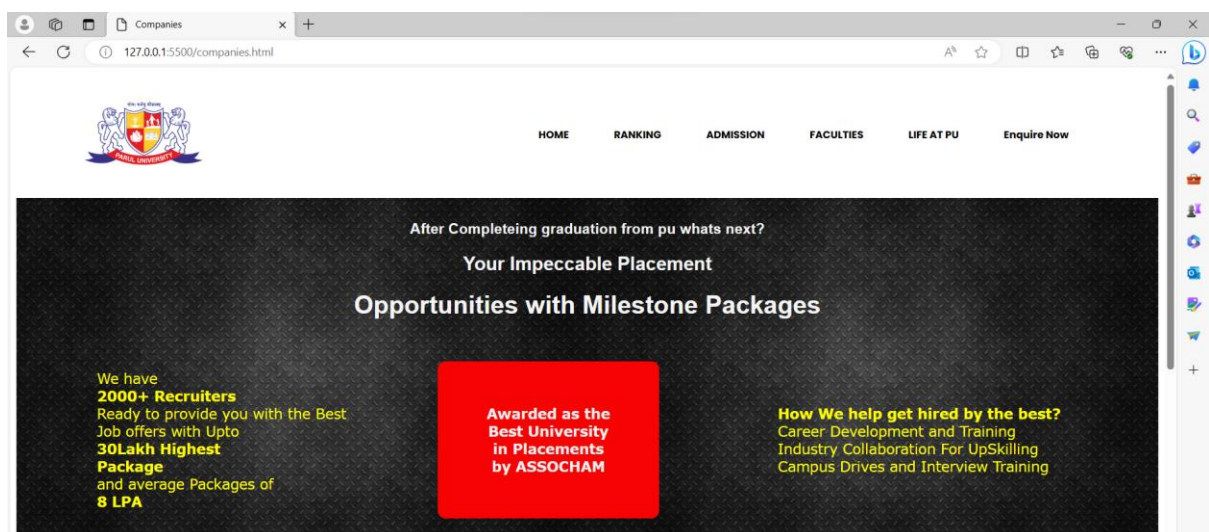 Companies
127.0.0.1:5500/companies.html
PARUL UNIVERSITY
HOME RANKING ADMISSION FACULTIES LIFE AT PU Enquire Now
After Completeing graduation from pu whats next?
Your Impeccable Placement
Opportunities with Milestone Packages
We have
2000+ Recruiters
Ready to provide you with the Best
Job offers with Upto
30Lakh Highest
Package
and average Packages of
8 LPA
Awarded as the
Best University
in Placements
by ASSOCHAM
How We help get hired by the best?
Career Development and Training
Industry Collaboration For UpSkilling
Campus Drives and Interview Training